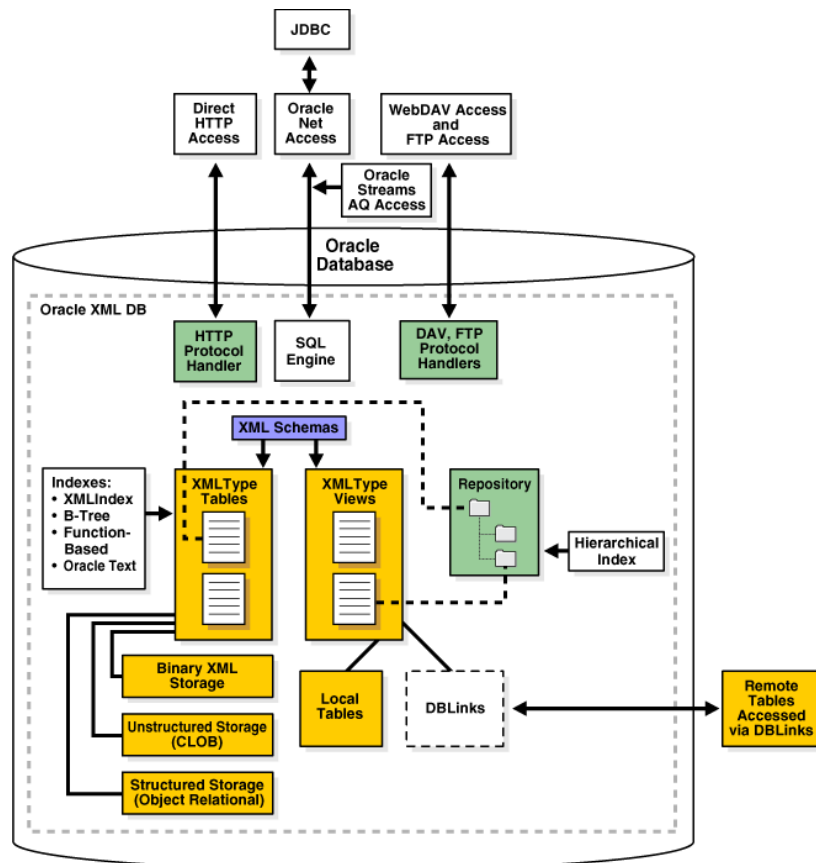 JDBC
Direct
HTTP
Access
Oracle
Net
Access
WebDAV Access
and
FTP Access
Oracle
Streams
AQ Access
Oracle
Database
Oracle XML DB
HTTP
Protocol
Handler
SQL
Engine
DAV, FTP
Protocol
Handlers
XML Schemas
Indexes:
• XMLIndex
• B-Tree
• Function-
Based
• Oracle Text
XMLType
Tables
XMLType
Views
Repository
Hierarchical
Index
Binary XML
Storage
Unstructured Storage
(CLOB)
Structured Storage
(Object Relational)
Local
Tables
DBLinks
Remote
Tables
Accessed
via DBLinks